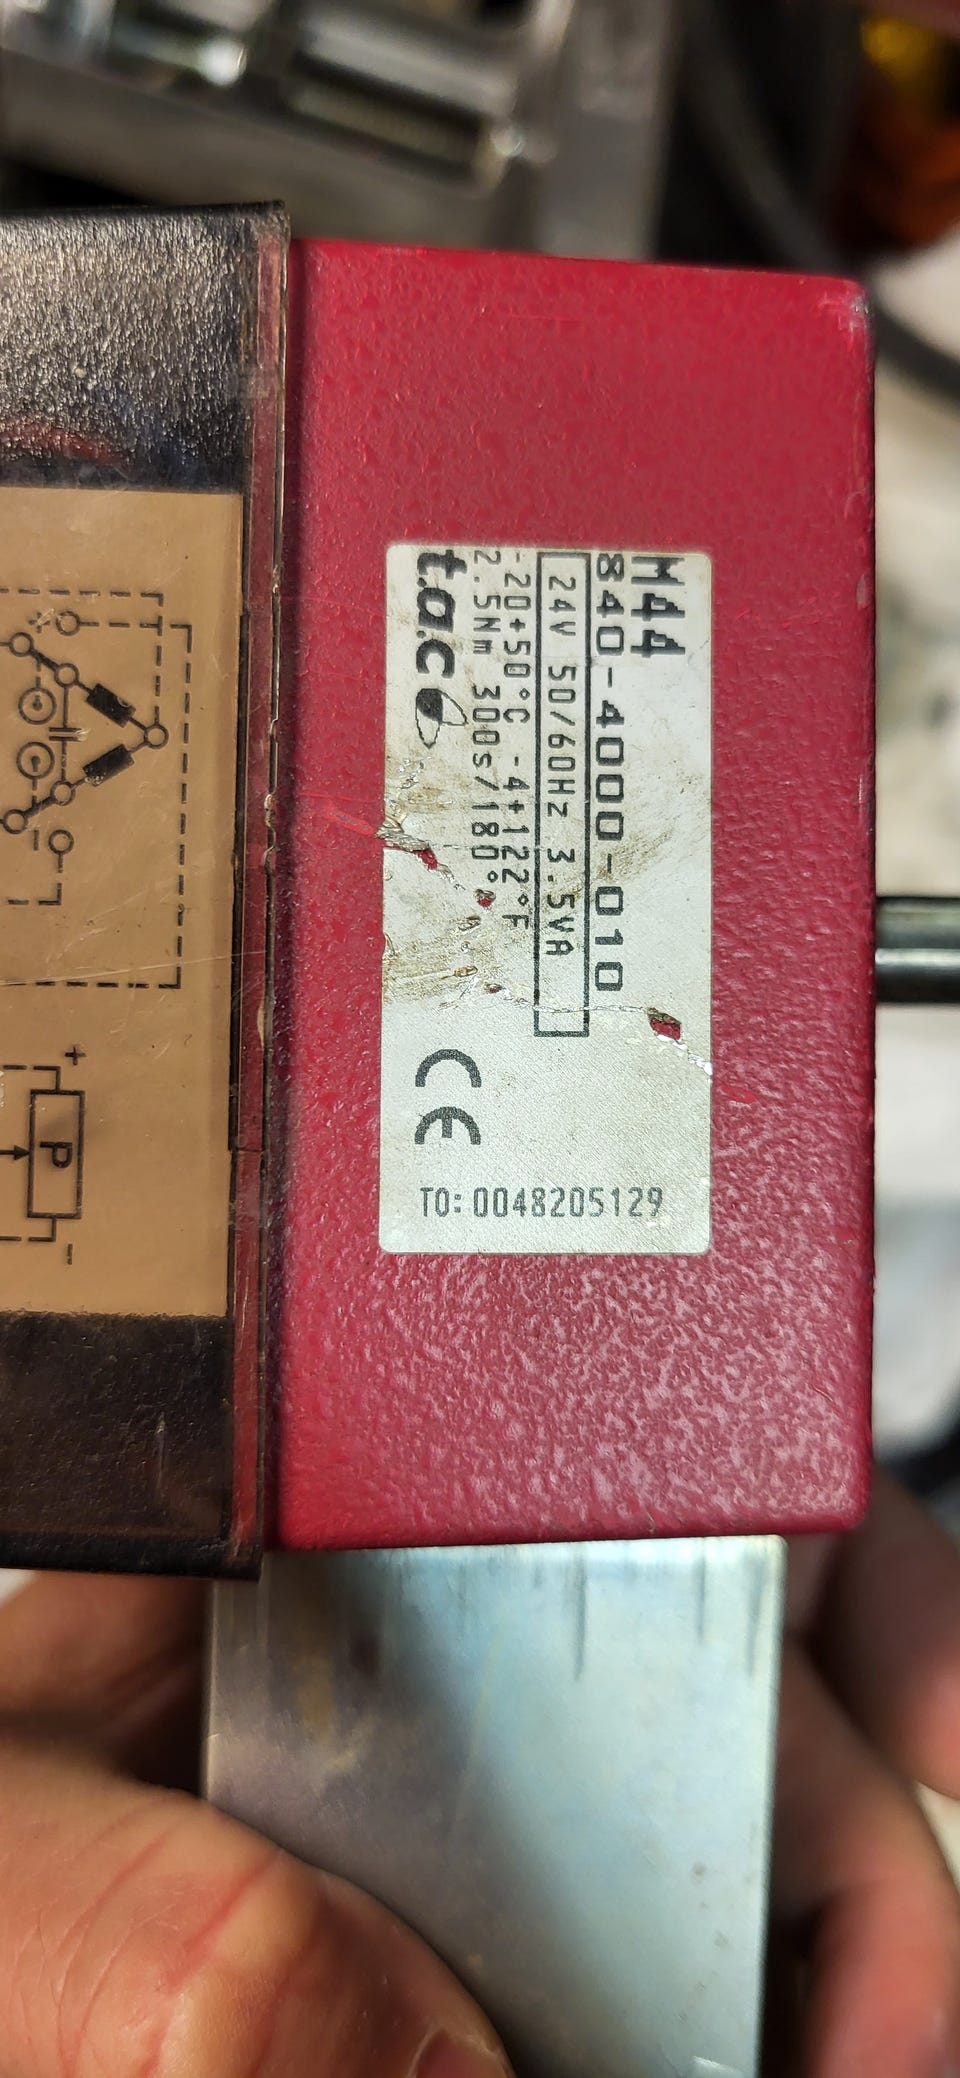 M44
840-4000-010
24V 50/60Hz 3.5VA
-20+50°C -4+122°F
2.5Nm 300s/180°
t.a.c
CE
TO: 0048205129
+
P
-